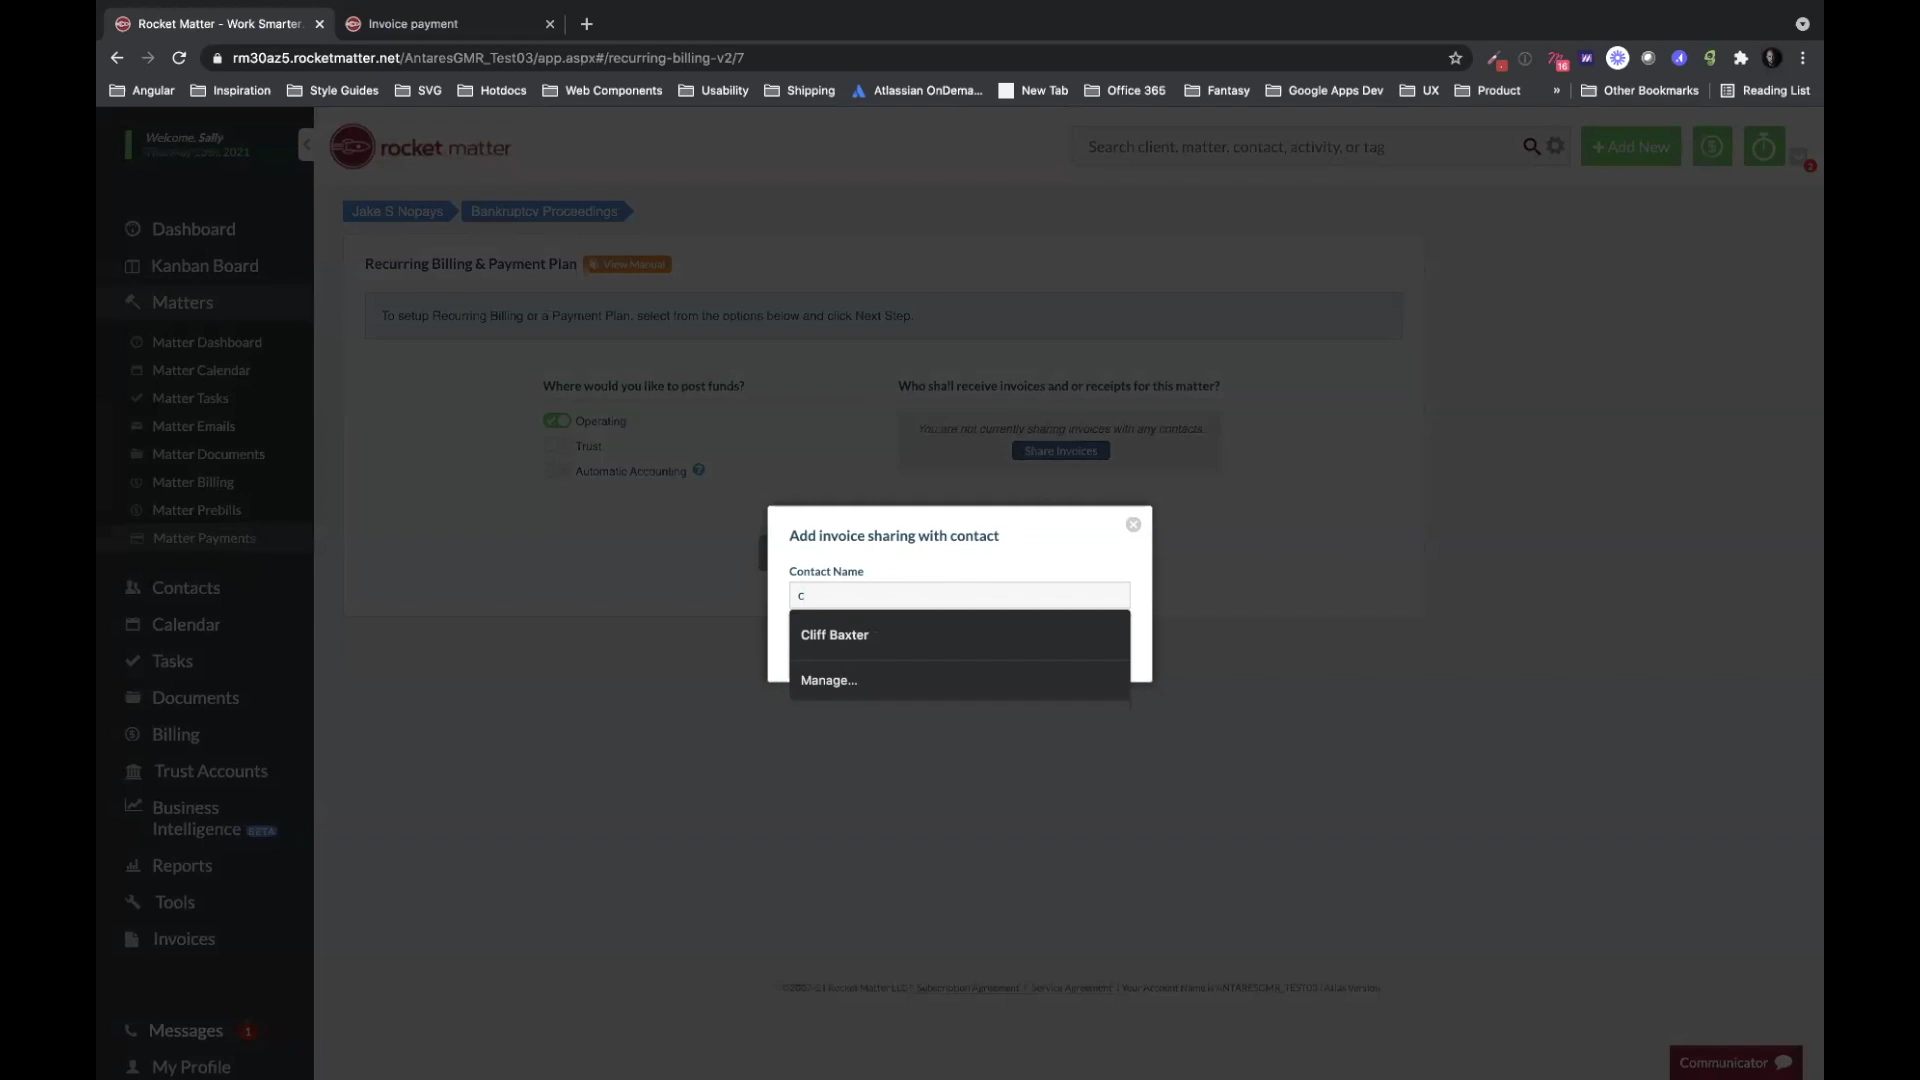 Rocket Matter - Work Smarter
Invoice payment
rm30az5.rocketmatter.net/AntaresGMR_Test03/app.aspx#/recurring-billing-v2/7
16
Angular Inspiration Style Guides SVG Hotdocs Web Components Usability Shipping Atlassian OnDema... New Tab Office 365 Fantasy Google Apps Dev UX Product » Other Bookmarks Reading List
Welcome, Sally
2021
rocket matter
Search client, matter, contact, activity, or tag
+ Add New
Dashboard
Kanban Board
Matters
Matter Dashboard
Matter Calendar
Matter Tasks
Matter Emails
Matter Documents
Matter Billing
Matter Prebills
Matter Payments
Contacts
Calendar
Tasks
Documents
Billing
Trust Accounts
Business
Intelligence BETA
Reports
Tools
Invoices
Messages 1
My Profile
Jake S Nopays Bankruptcy Proceedings
Recurring Billing & Payment Plan View Manual
To setup Recurring Billing or a Payment Plan, select from the options below and click Next Step.
Where would you like to post funds?
Operating
Trust
Automatic Accounting ?
Who shall receive invoices and or receipts for this matter?
You are not currently sharing invoices with any contacts.
Share Invoices
Add invoice sharing with contact
Contact Name
c
Cliff Baxter
Manage...
Rocket Matter LLC | Subscription Agreement | Service Agreement | Your Account Name is ANTARESGMR_TEST03 / Atlas Version
Communicator